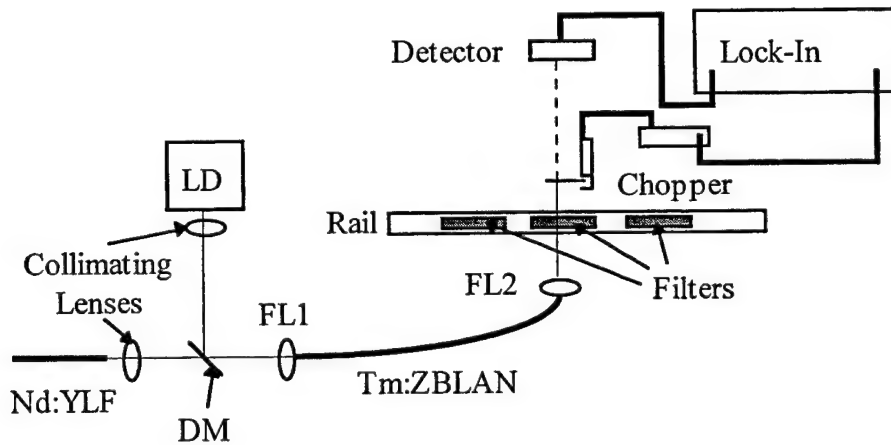 Detector
Lock-In
LD
Chopper
Rail
Collimating
Lenses
FL2
Filters
FL1
Nd:YLF
Tm:ZBLAN
DM